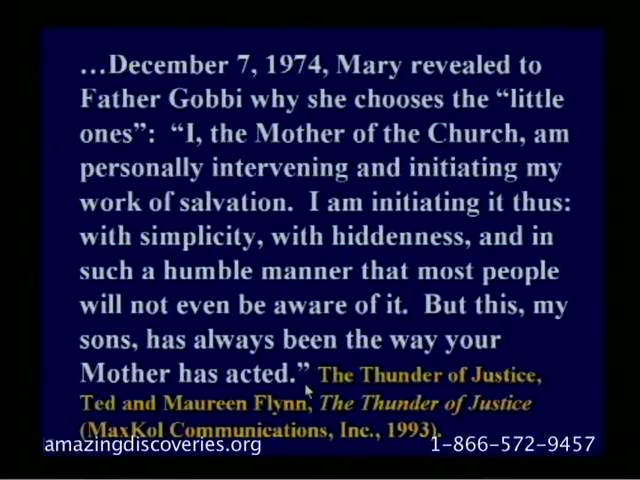 …December 7, 1974, Mary revealed to
Father Gobbi why she chooses the “little
ones”: “I, the Mother of the Church, am
personally intervening and initiating my
work of salvation. I am initiating it thus:
with simplicity, with hiddenness, and in
such a humble manner that most people
will not even be aware of it. But this, my
sons, has always been the way your
Mother has acted.” The Thunder of Justice,
Ted and Maureen Flynn, The Thunder of Justice
(MaxKol Communications, Inc., 1993).
amazingdiscoveries.org 1-866-572-9457